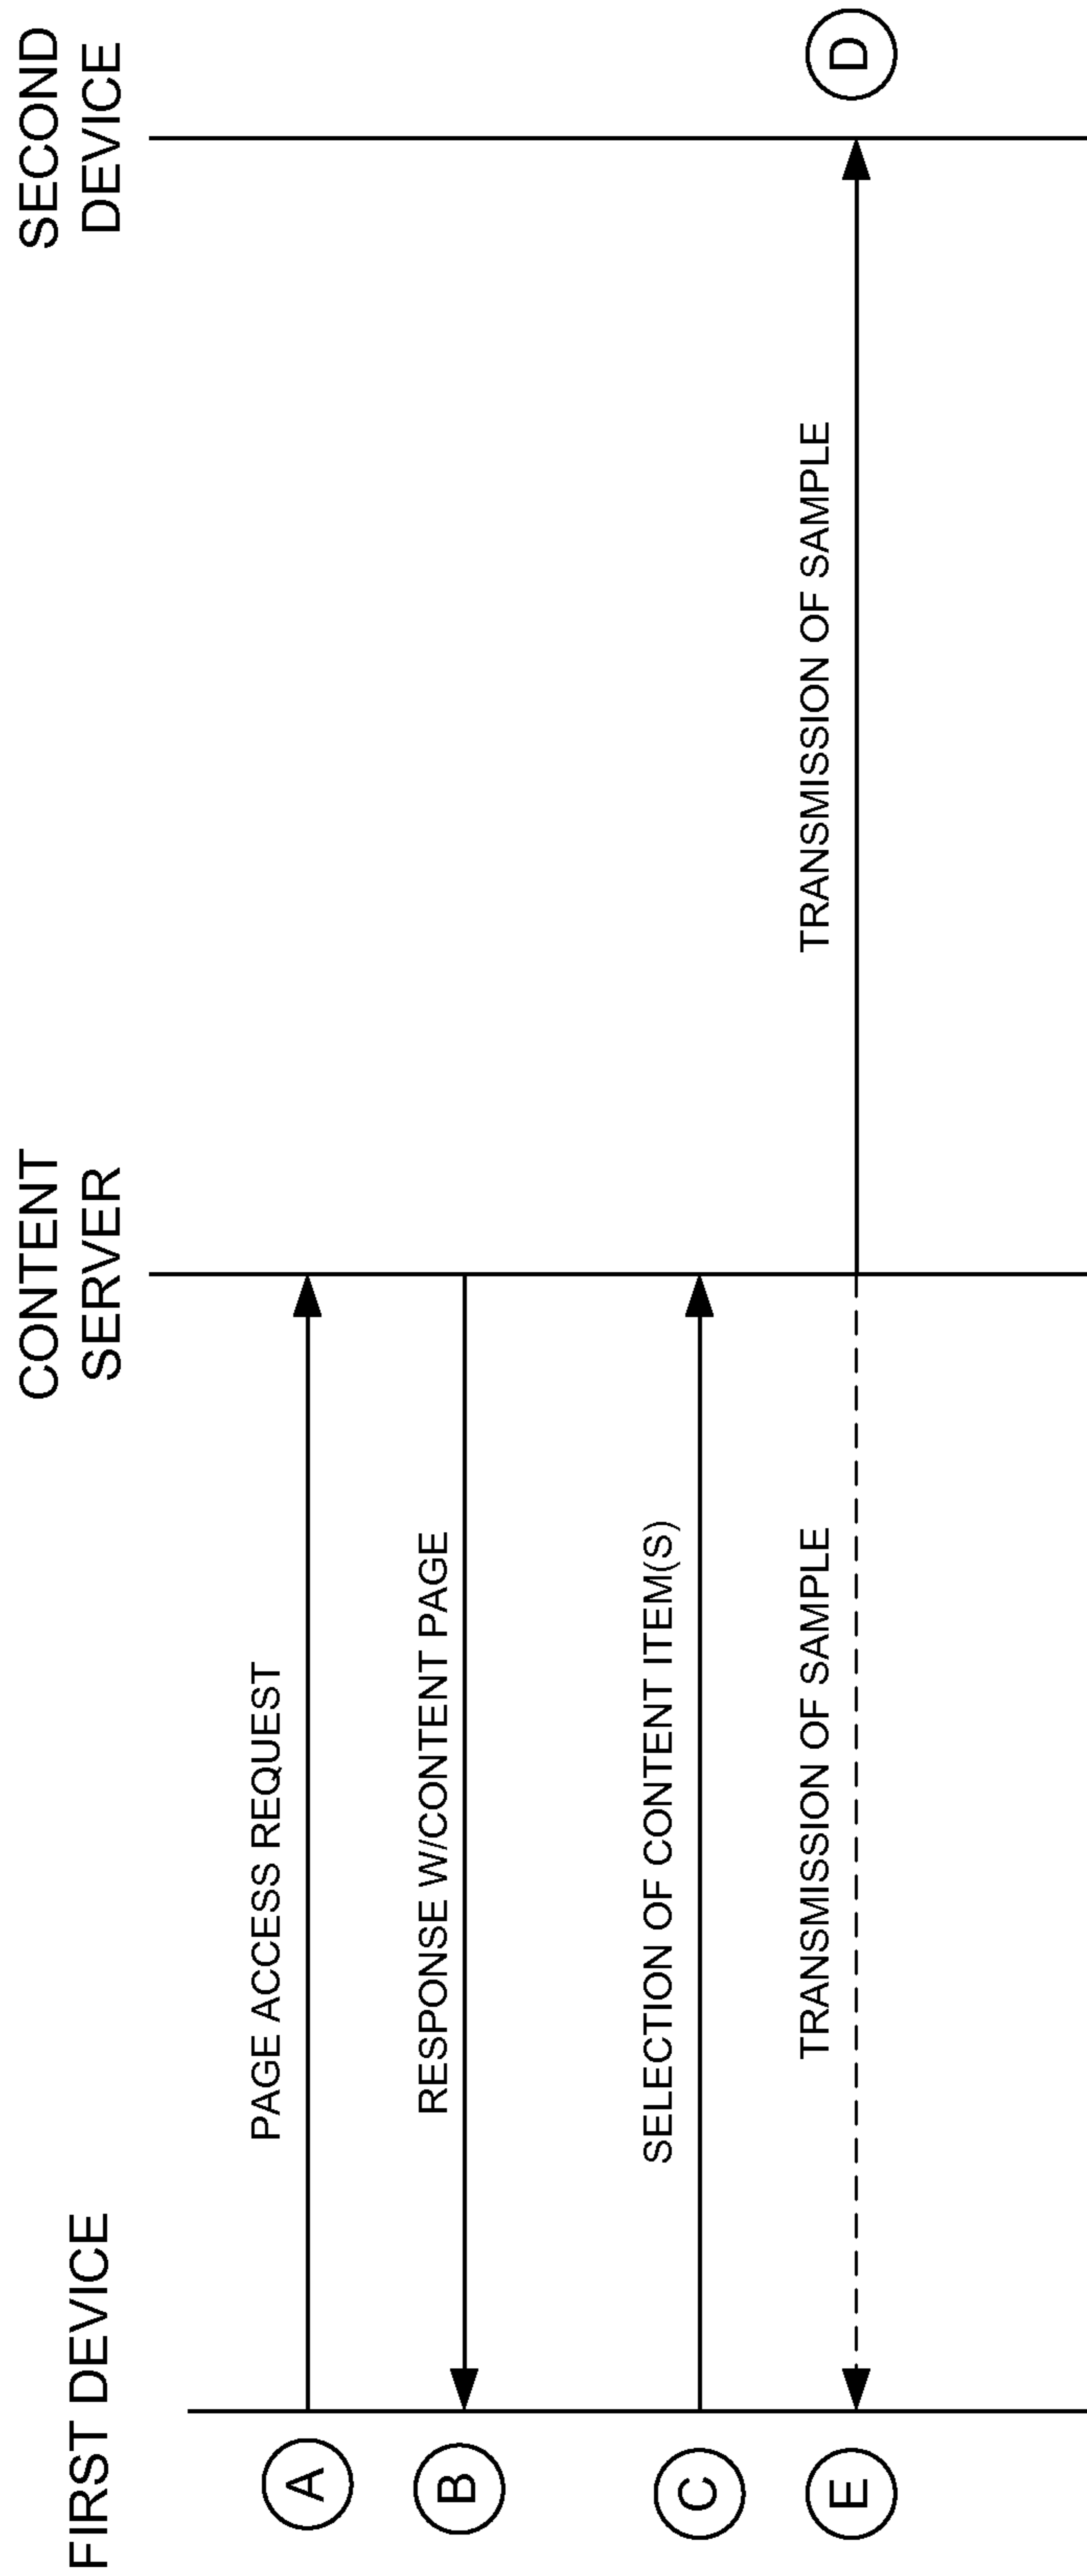 FIRST DEVICE
CONTENT
SERVER
SECOND
DEVICE
A
PAGE ACCESS REQUEST
B
RESPONSE W/CONTENT PAGE
C
SELECTION OF CONTENT ITEM(S)
E
TRANSMISSION OF SAMPLE
TRANSMISSION OF SAMPLE
D